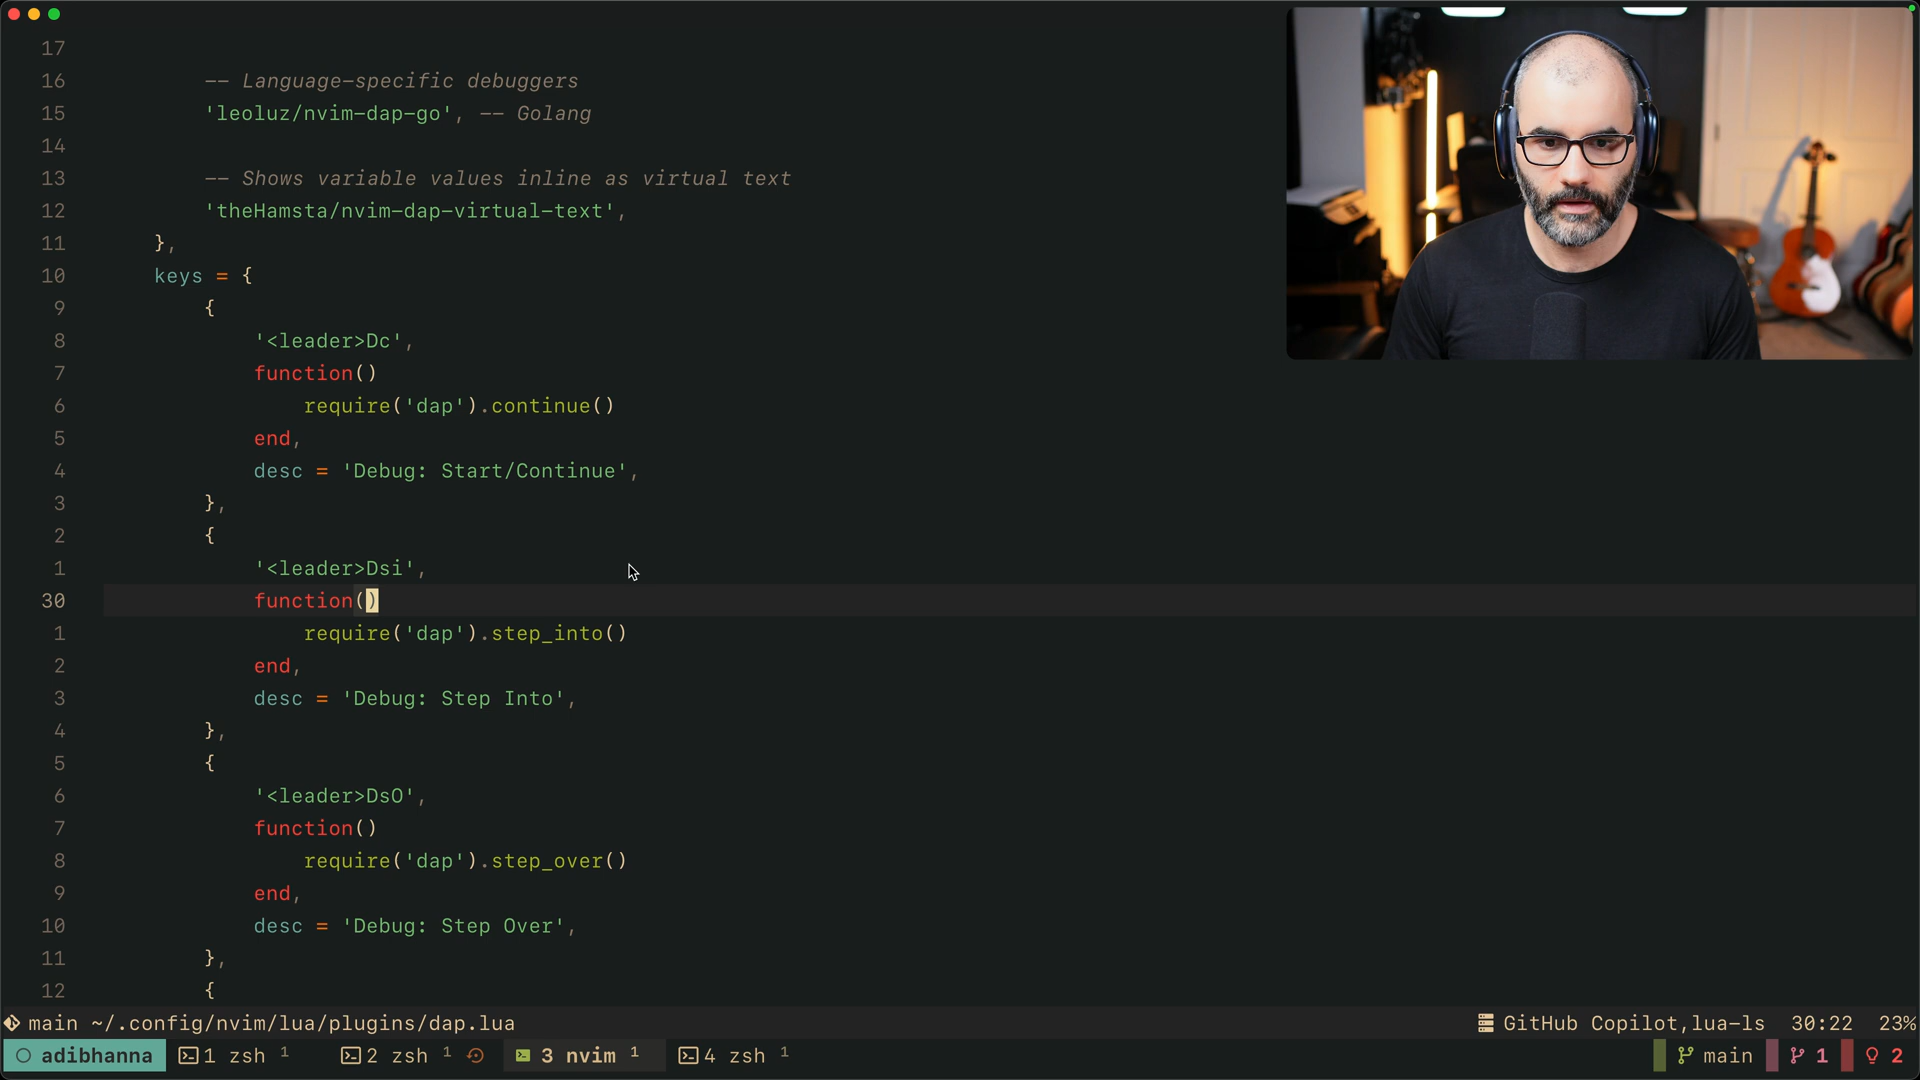 17
16 -- Language-specific debuggers
15 'leoluz/nvim-dap-go', -- Golang
14
13 -- Shows variable values inline as virtual text
12 'theHamsta/nvim-dap-virtual-text',
11 },
10 keys = {
9 {
8 '<leader>Dc',
7 function()
6 require('dap').continue()
5 end,
4 desc = 'Debug: Start/Continue',
3 },
2 {
1 '<leader>Dsi',
30 function()
1 require('dap').step_into()
2 end,
3 desc = 'Debug: Step Into',
4 },
5 {
6 '<leader>DsO',
7 function()
8 require('dap').step_over()
9 end,
10 desc = 'Debug: Step Over',
11 },
12 {
main ~/.config/nvim/lua/plugins/dap.lua GitHub Copilot,lua-ls 30:22 23%
adibhanna 1 zsh 1 2 zsh 1 3 nvim 1 4 zsh 1 main 1 2